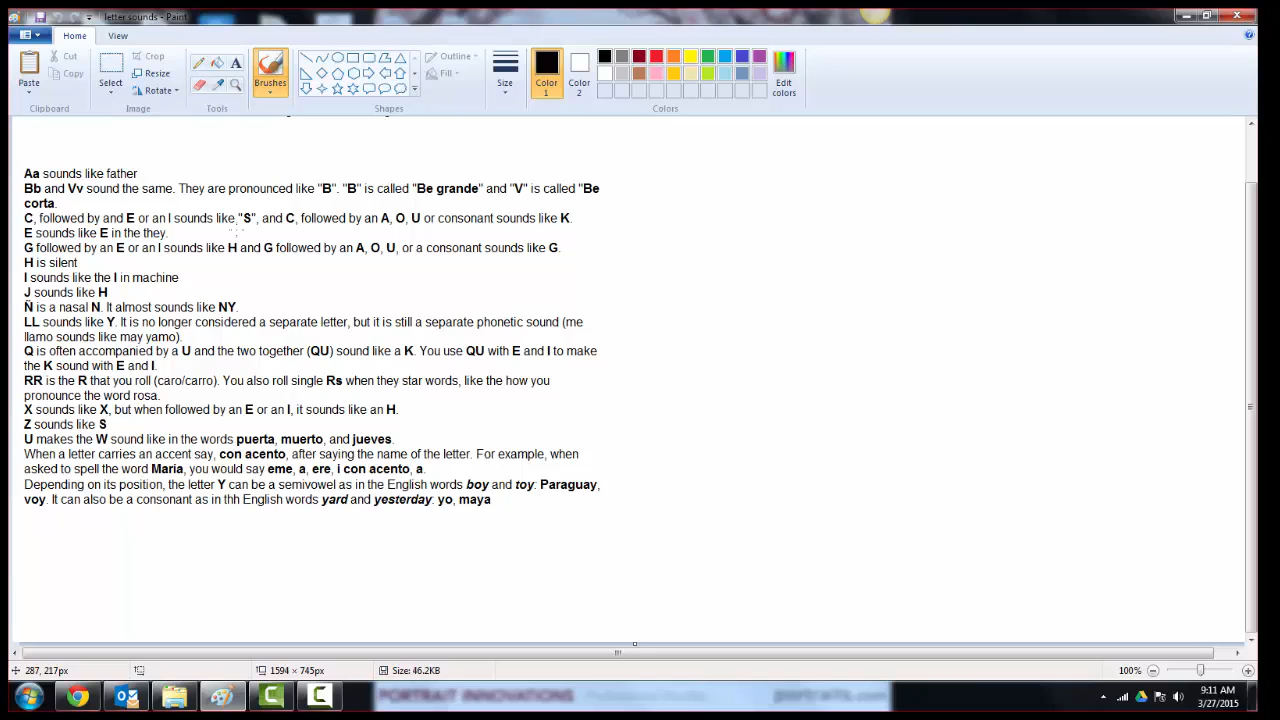 letter sounds - Paint
Home View
Paste Cut Copy Select Crop Resize Rotate Brushes Outline Fill Size Color 1 Color 2 Edit colors
Clipboard Image Tools Shapes Colors
Aa sounds like father
Bb and Vv sound the same. They are pronounced like "B". "B" is called "Be grande" and "V" is called "Be
corta.
C, followed by and E or an I sounds like "S", and C, followed by an A, O, U or consonant sounds like K.
E sounds like E in the they.
G followed by an E or an I sounds like H and G followed by an A, O, U, or a consonant sounds like G.
H is silent
I sounds like the I in machine
J sounds like H
Ñ is a nasal N. It almost sounds like NY.
LL sounds like Y. It is no longer considered a separate letter, but it is still a separate phonetic sound (me
llamo sounds like may yamo).
Q is often accompanied by a U and the two together (QU) sound like a K. You use QU with E and I to make
the K sound with E and I.
RR is the R that you roll (caro/carro). You also roll single Rs when they star words, like the how you
pronounce the word rosa.
X sounds like X, but when followed by an E or an I, it sounds like an H.
Z sounds like S
U makes the W sound like in the words puerta, muerto, and jueves.
When a letter carries an accent say, con acento, after saying the name of the letter. For example, when
asked to spell the word María, you would say eme, a, ere, i con acento, a.
Depending on its position, the letter Y can be a semivowel as in the English words boy and toy: Paraguay,
voy. It can also be a consonant as in thh English words yard and yesterday: yo, maya
287, 217px 1594 × 745px Size: 46.2KB 100%
PORTRAIT INNOVATIONS
9:11 AM
3/27/2015